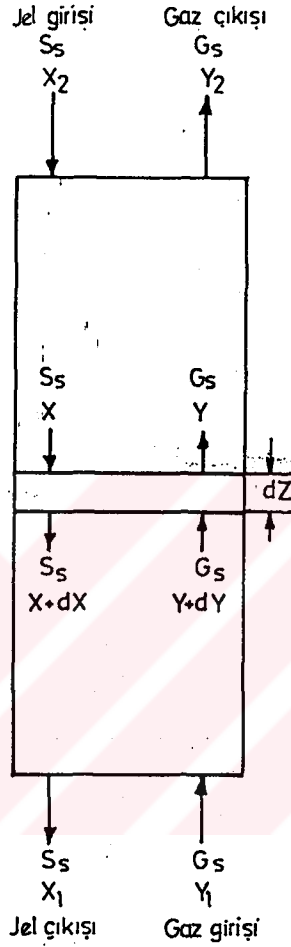 Jel girişi Gaz çıkışı
Ss Gs
X2 Y2
Ss Gs
X Y
dZ
Ss Gs
X+dX Y+dY
Ss Gs
X1 Y1
Jel çıkışı Gaz girişi